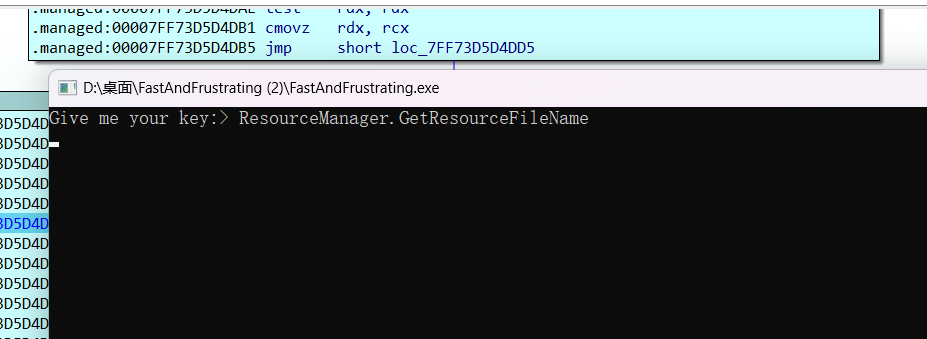 .managed:00007FF73D5D4DAE test rdx, rdx
.managed:00007FF73D5D4DB1 cmovz rdx, rcx
.managed:00007FF73D5D4DB5 jmp short loc_7FF73D5D4DD5
D:\桌面\FastAndFrustrating (2)\FastAndFrustrating.exe
Give me your key:> ResourceManager.GetResourceFileName
3D5D4D
3D5D4D
3D5D4D
3D5D4D
3D5D4D
3D5D4D
3D5D4D
3D5D4D
3D5D4D
3D5D4D
3D5D4D